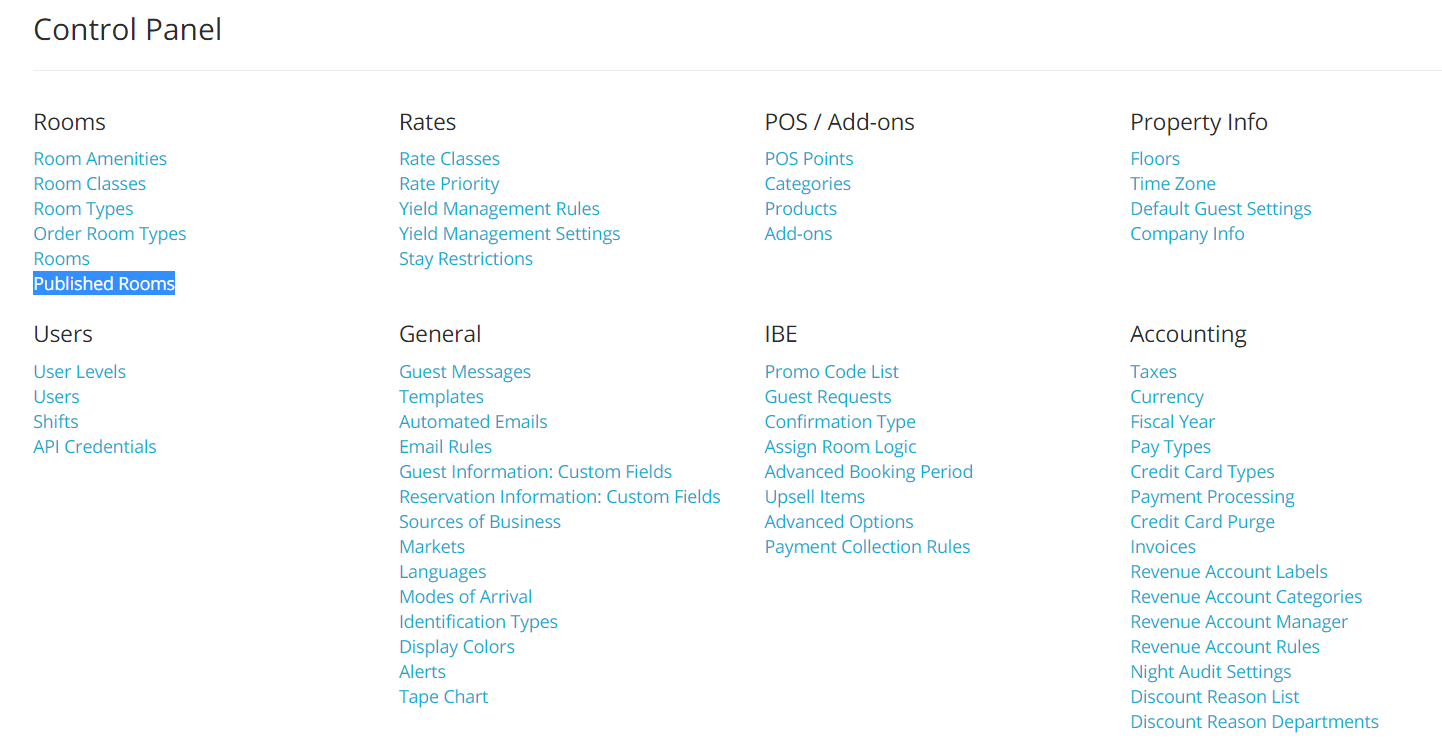 Control Panel
Rooms
Room Amenities
Room Classes
Room Types
Order Room Types
Rooms
Published Rooms
Rates
Rate Classes
Rate Priority
Yield Management Rules
Yield Management Settings
Stay Restrictions
POS / Add-ons
POS Points
Categories
Products
Add-ons
Property Info
Floors
Time Zone
Default Guest Settings
Company Info
Users
User Levels
Users
Shifts
API Credentials
General
Guest Messages
Templates
Automated Emails
Email Rules
Guest Information: Custom Fields
Reservation Information: Custom Fields
Sources of Business
Markets
Languages
Modes of Arrival
Identification Types
Display Colors
Alerts
Tape Chart
IBE
Promo Code List
Guest Requests
Confirmation Type
Assign Room Logic
Advanced Booking Period
Upsell Items
Advanced Options
Payment Collection Rules
Accounting
Taxes
Currency
Fiscal Year
Pay Types
Credit Card Types
Payment Processing
Credit Card Purge
Invoices
Revenue Account Labels
Revenue Account Categories
Revenue Account Manager
Revenue Account Rules
Night Audit Settings
Discount Reason List
Discount Reason Departments